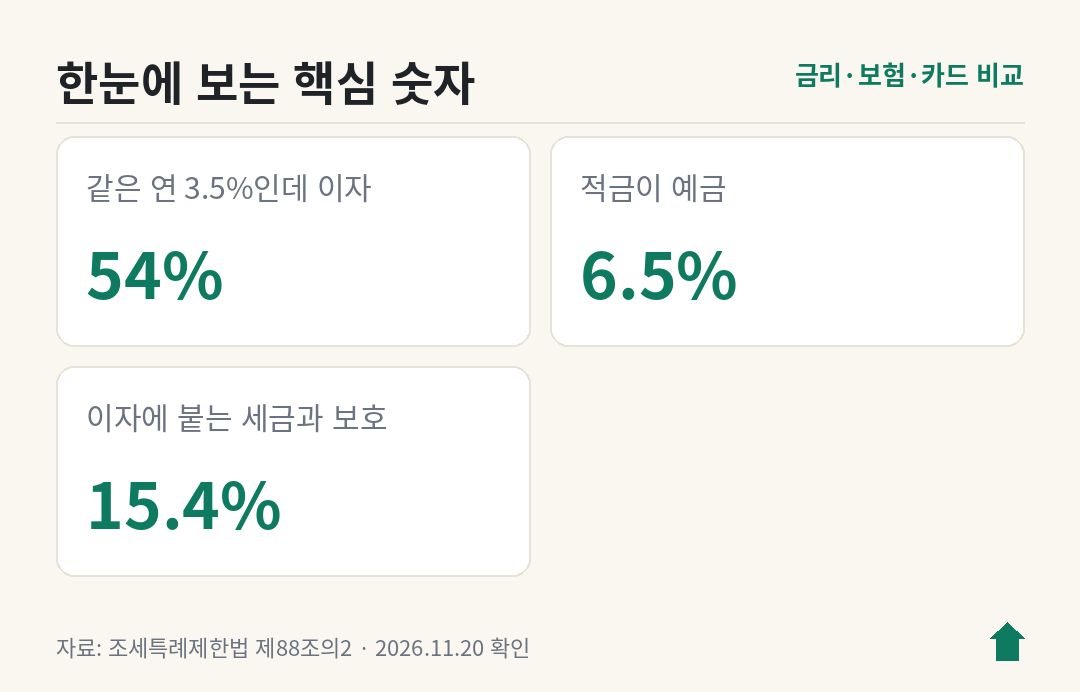 한눈에 보는 핵심 숫자
금리·보험·카드 비교
같은 연 3.5%인데 이자
54%
적금이 예금
6.5%
이자에 붙는 세금과 보호
15.4%
자료: 조세특례제한법 제88조의2 · 2026.11.20 확인